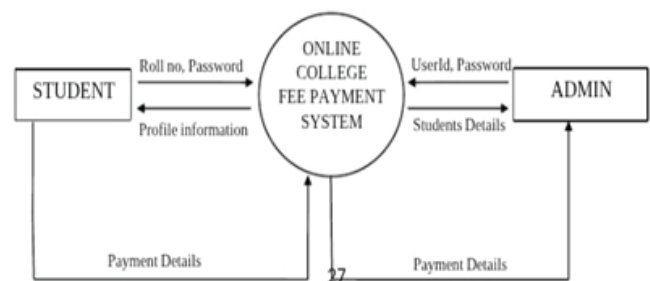 ONLINE
COLLEGE
FEE PAYMENT
SYSTEM
STUDENT
Roll no, Password
Profile information
UserId, Password
Students Details
ADMIN
Payment Details
27
Payment Details